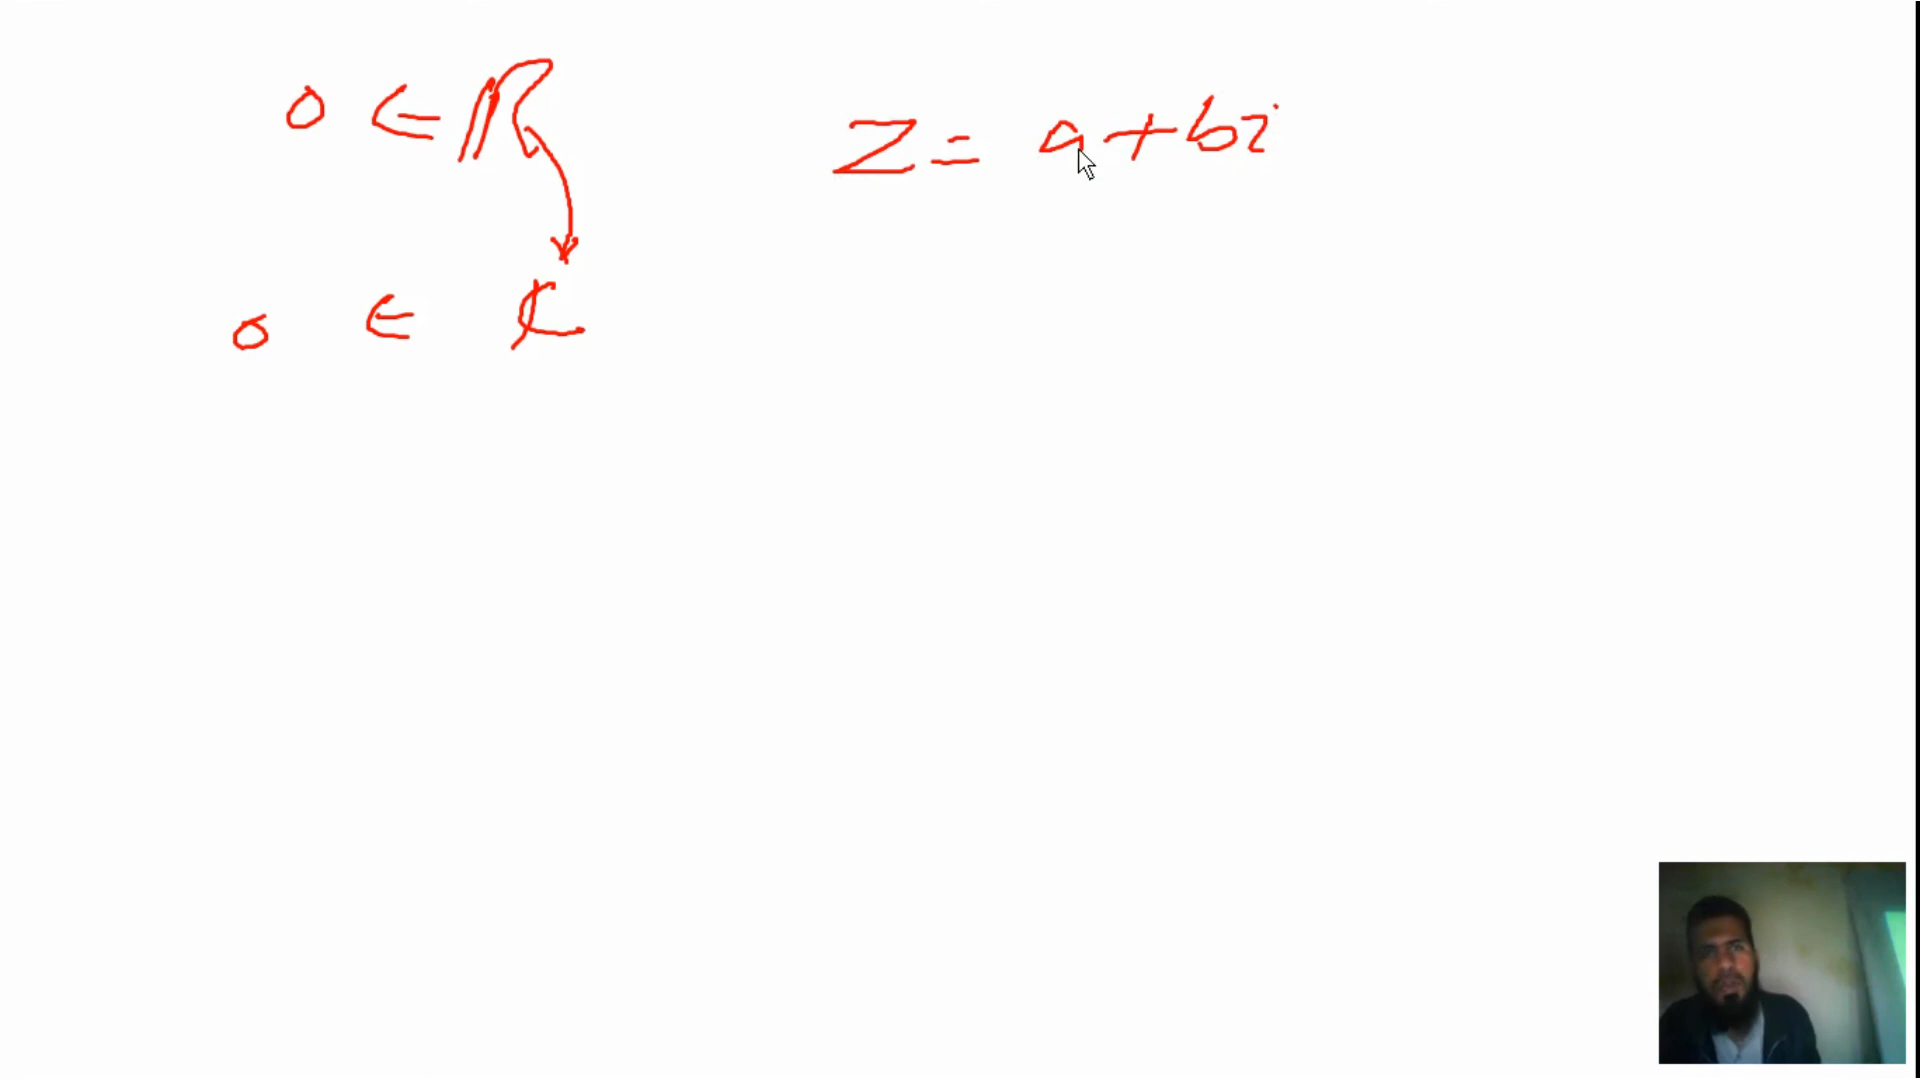 0 ∈ ℝ
Z = a + bi
0 ∈ ℂ